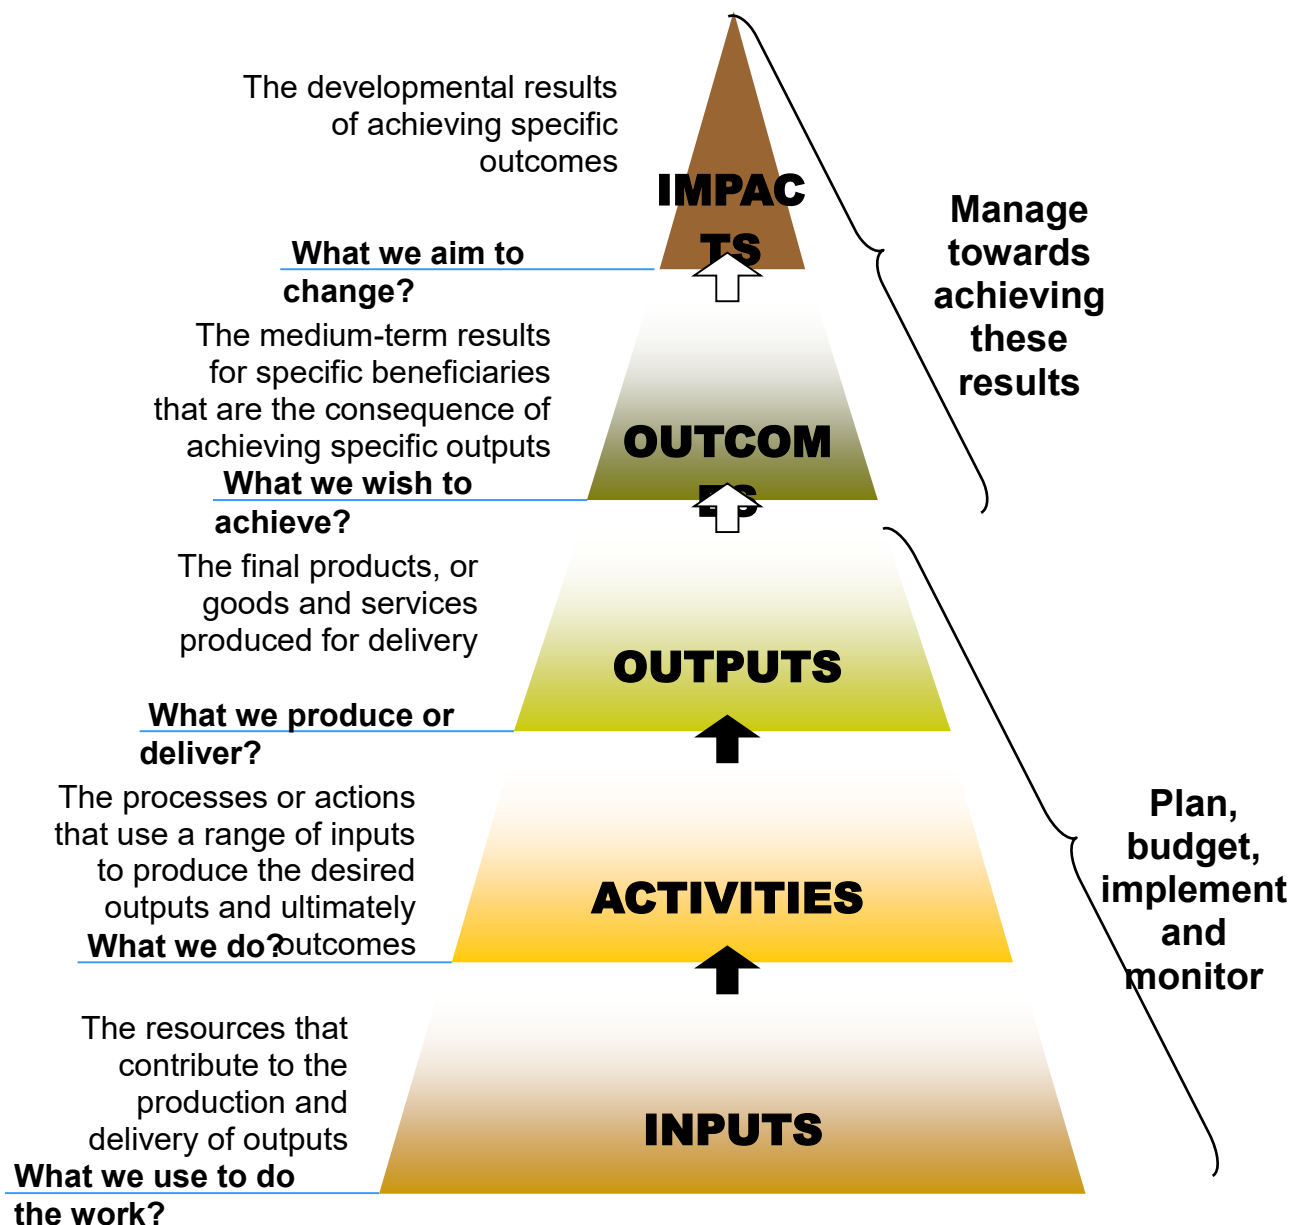 The developmental results
of achieving specific
outcomes
IMPAC
TS
What we aim to
change?
Manage
towards
achieving
these
results
The medium-term results
for specific beneficiaries
that are the consequence of
achieving specific outputs
OUTCOM
ES
What we wish to
achieve?
The final products, or
goods and services
produced for delivery
OUTPUTS
What we produce or
deliver?
The processes or actions
that use a range of inputs
to produce the desired
outputs and ultimately
outcomes
ACTIVITIES
What we do?
Plan,
budget,
implement
and
monitor
The resources that
contribute to the
production and
delivery of outputs
INPUTS
What we use to do
the work?